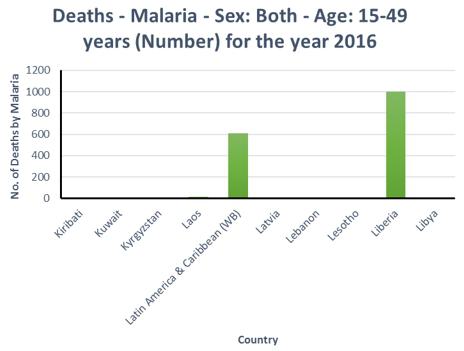 Deaths - Malaria - Sex: Both - Age: 15-49
years (Number) for the year 2016
No. of Deaths by Malaria
1200
1000
800
600
400
200
0
Kiribati
Kuwait
Kyrgyzstan
Laos
Latin America & Caribbean (WB)
Latvia
Lebanon
Lesotho
Liberia
Libya
Country